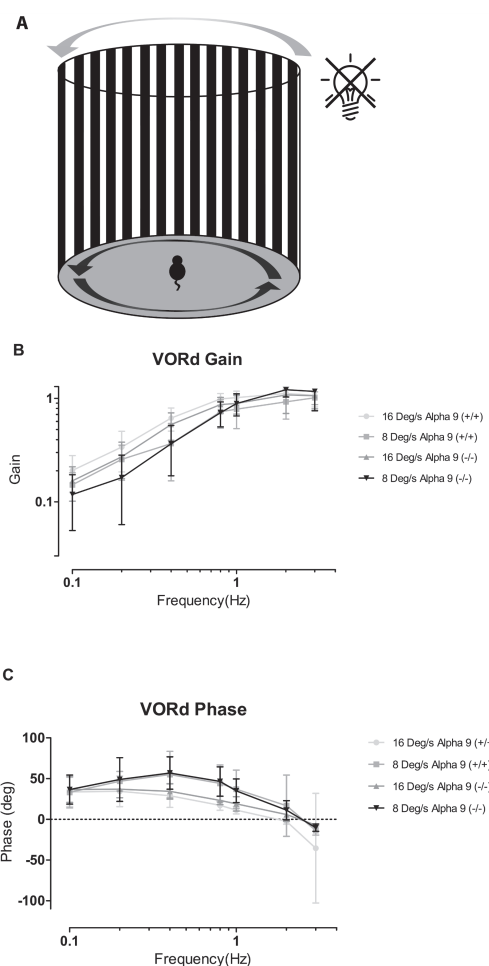 A
B
VORd Gain
1
0.1
Gain
0.1
1
Frequency(Hz)
16 Deg/s Alpha 9 (+/+)
8 Deg/s Alpha 9 (+/+)
16 Deg/s Alpha 9 (-/-)
8 Deg/s Alpha 9 (-/-)
C
VORd Phase
100
50
0
-50
-100
Phase (deg)
0.1
1
Frequency(Hz)
16 Deg/s Alpha 9 (+/+
8 Deg/s Alpha 9 (+/+)
16 Deg/s Alpha 9 (-/-)
8 Deg/s Alpha 9 (-/-)